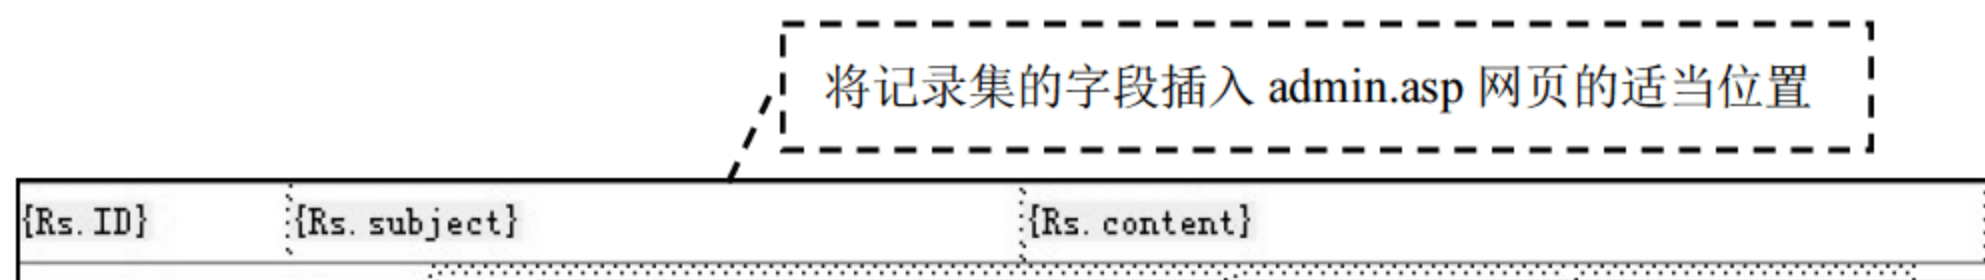 将记录集的字段插入 admin.asp 网页的适当位置
{Rs.ID} {Rs.subject} {Rs.content}